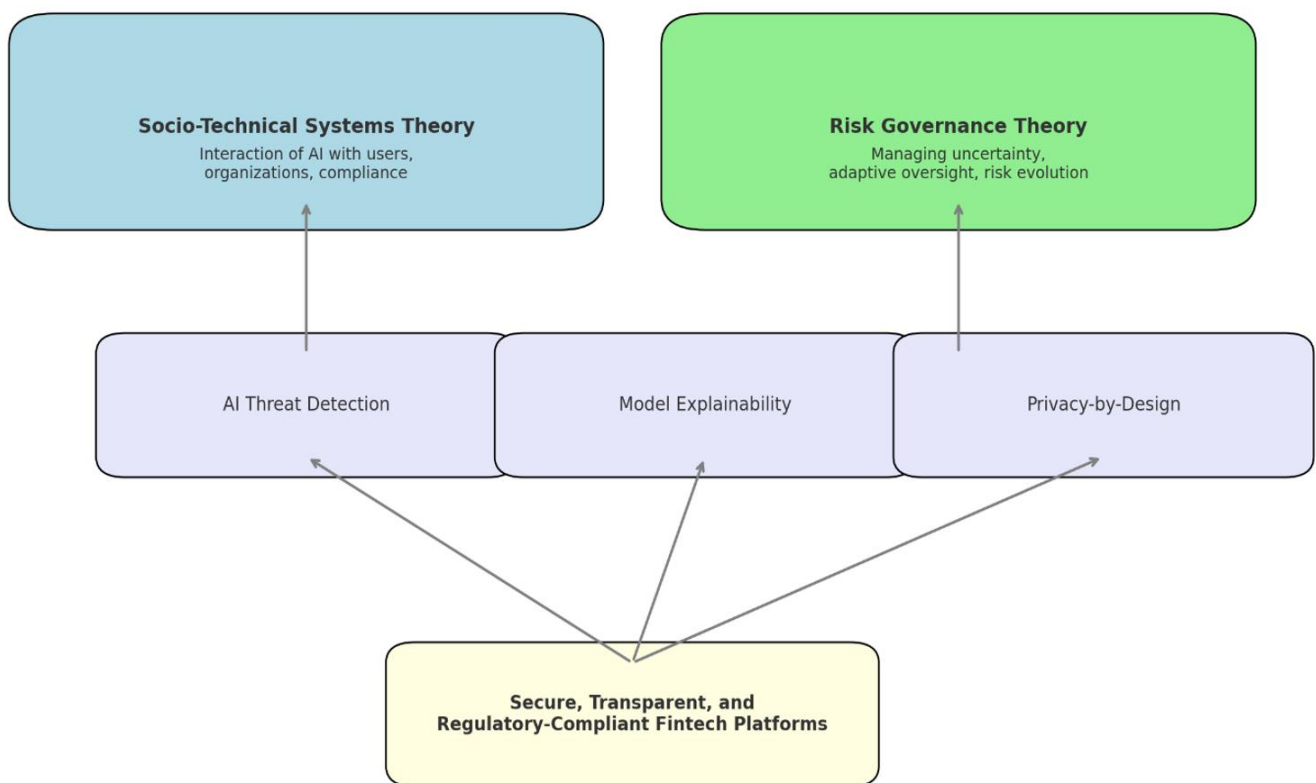 Socio-Technical Systems Theory
Interaction of AI with users,
organizations, compliance
Risk Governance Theory
Managing uncertainty,
adaptive oversight, risk evolution
AI Threat Detection
Model Explainability
Privacy-by-Design
Secure, Transparent, and
Regulatory-Compliant Fintech Platforms